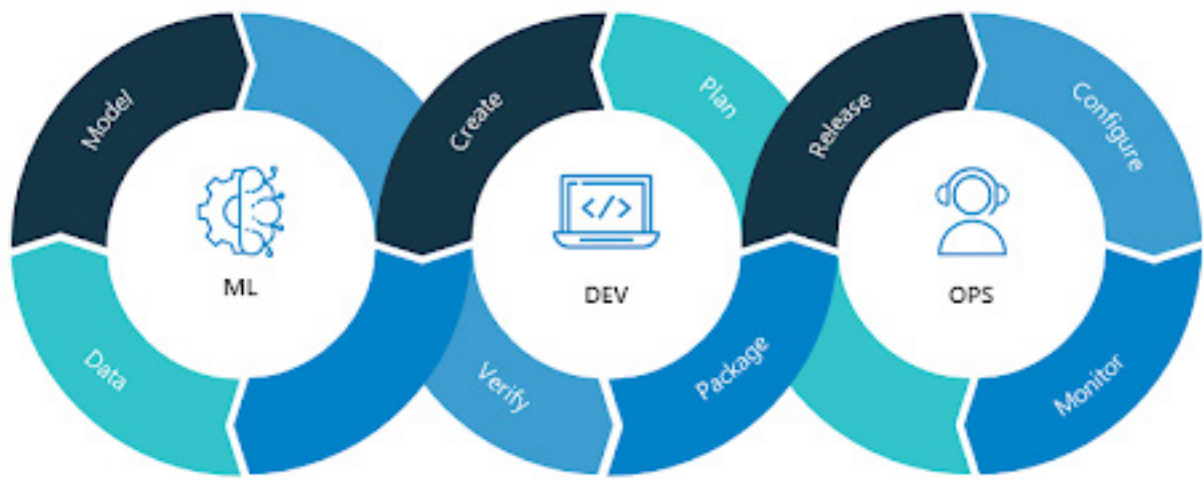 Model
Data
ML
Create
Plan
Verify
Package
DEV
Release
Configure
Monitor
OPS